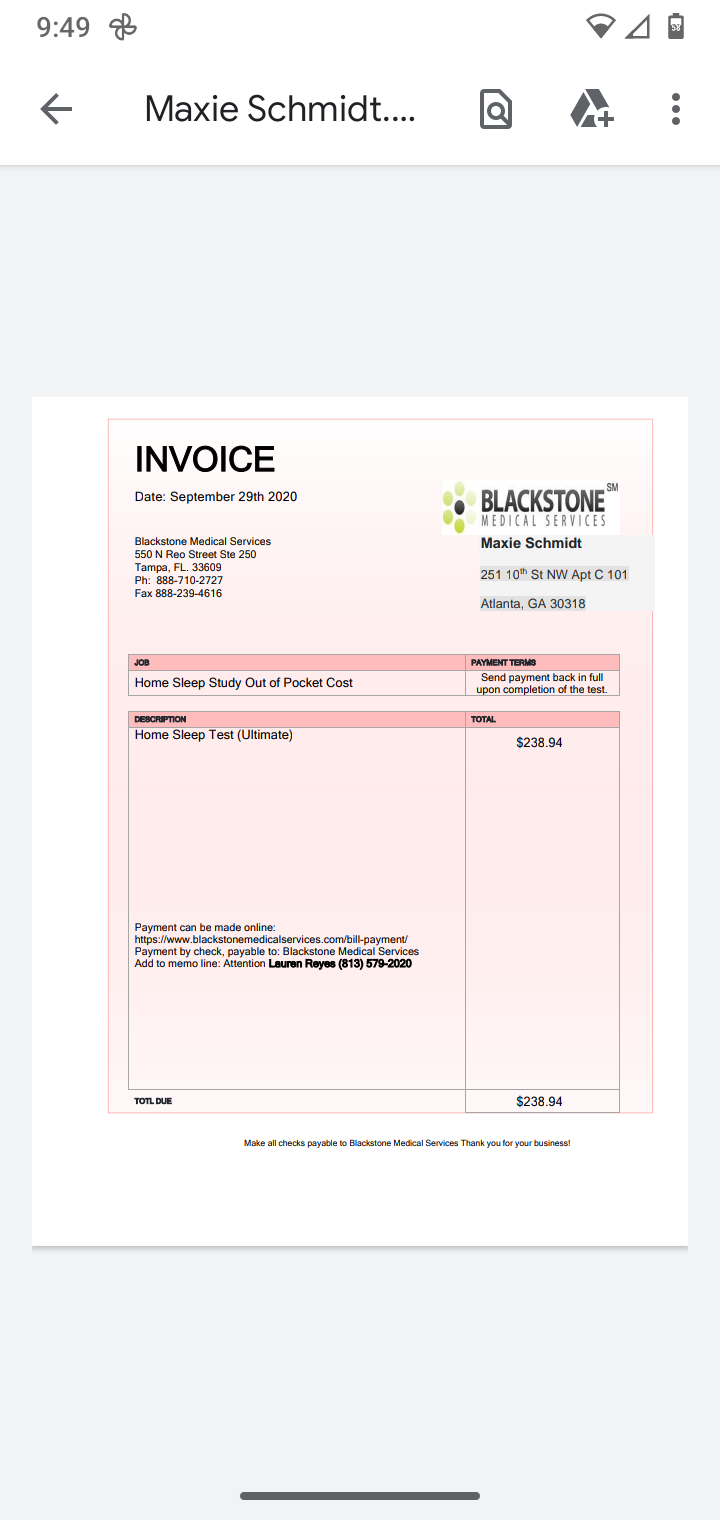 9:49
Maxie Schmidt....
INVOICE
Date: September 29th 2020
BLACKSTONE SM
MEDICAL SERVICES
Blackstone Medical Services
550 N Reo Street Ste 250
Tampa, FL. 33609
Ph: 888-710-2727
Fax 888-239-4616
Maxie Schmidt
251 10th St NW Apt C 101
Atlanta, GA 30318
JOB
PAYMENT TERMS
Home Sleep Study Out of Pocket Cost
Send payment back in full
upon completion of the test.
DESCRIPTION
TOTAL
Home Sleep Test (Ultimate)
$238.94
Payment can be made online:
https://www.blackstonemedicalservices.com/bill-payment/
Payment by check, payable to: Blackstone Medical Services
Add to memo line: Attention Lauren Reyes (813) 579-2020
TOTL DUE
$238.94
Make all checks payable to Blackstone Medical Services Thank you for your business!